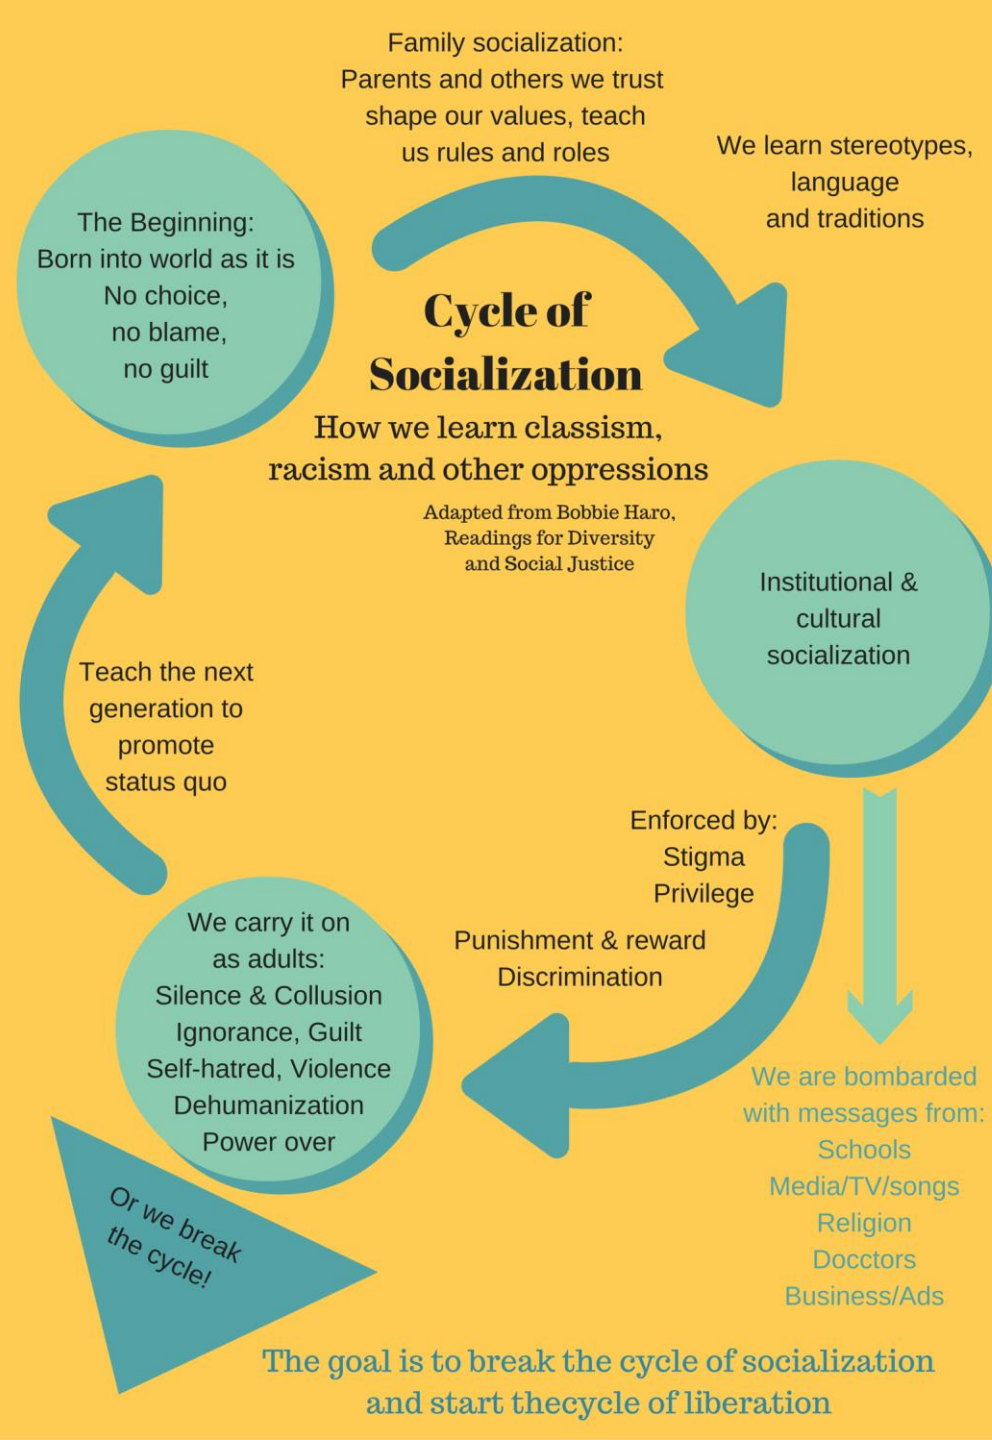 Family socialization:
Parents and others we trust
shape our values, teach
us rules and roles
We learn stereotypes,
language
and traditions
The Beginning:
Born into world as it is
No choice,
no blame,
no guilt
Cycle of
Socialization
How we learn classism,
racism and other oppressions
Adapted from Bobbie Haro,
Readings for Diversity
and Social Justice
Institutional &
cultural
socialization
Teach the next
generation to
promote
status quo
Enforced by:
Stigma
Privilege
Punishment & reward
Discrimination
We carry it on
as adults:
Silence & Collusion
Ignorance, Guilt
Self-hatred, Violence
Dehumanization
Power over
We are bombarded
with messages from:
Schools
Media/TV/songs
Religion
Docctors
Business/Ads
Or we break
the cycle!
The goal is to break the cycle of socialization
and start thecycle of liberation